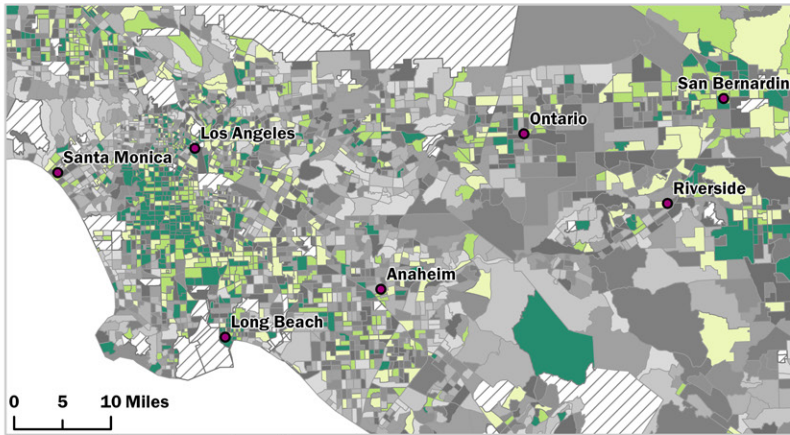 San Bernardin
Ontario
Los Angeles
Santa Monica
Riverside
Anaheim
Long Beach
0 5 10 Miles